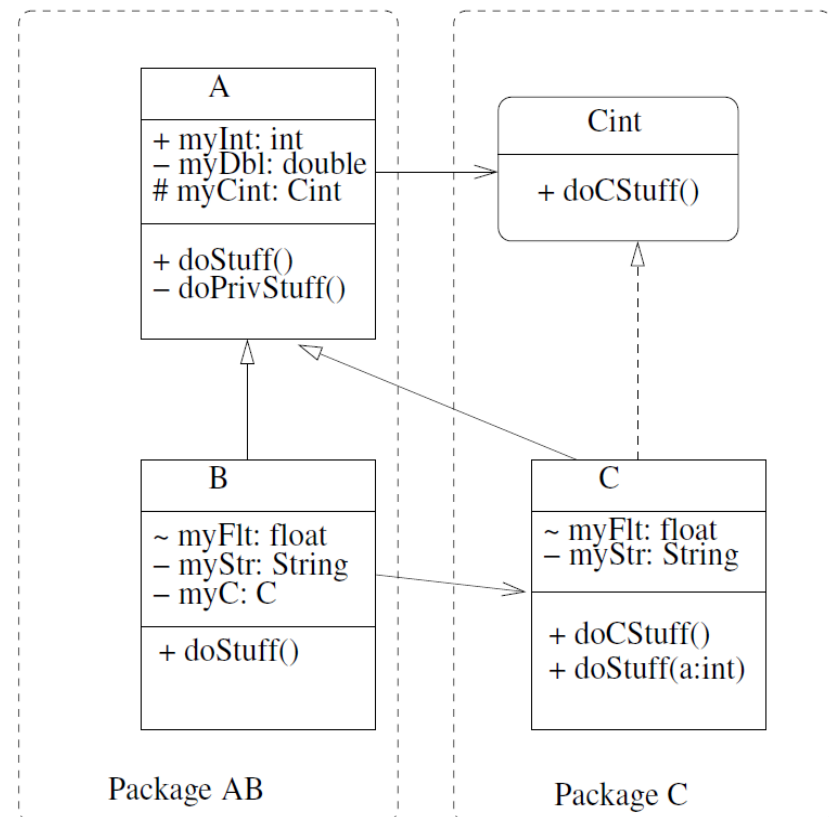 A
+ myInt: int
– myDbl: double
# myCint: Cint
+ doStuff()
– doPrivStuff()
Cint
+ doCStuff()
B
~ myFlt: float
– myStr: String
– myC: C
+ doStuff()
C
~ myFlt: float
– myStr: String
+ doCStuff()
+ doStuff(a:int)
Package AB
Package C